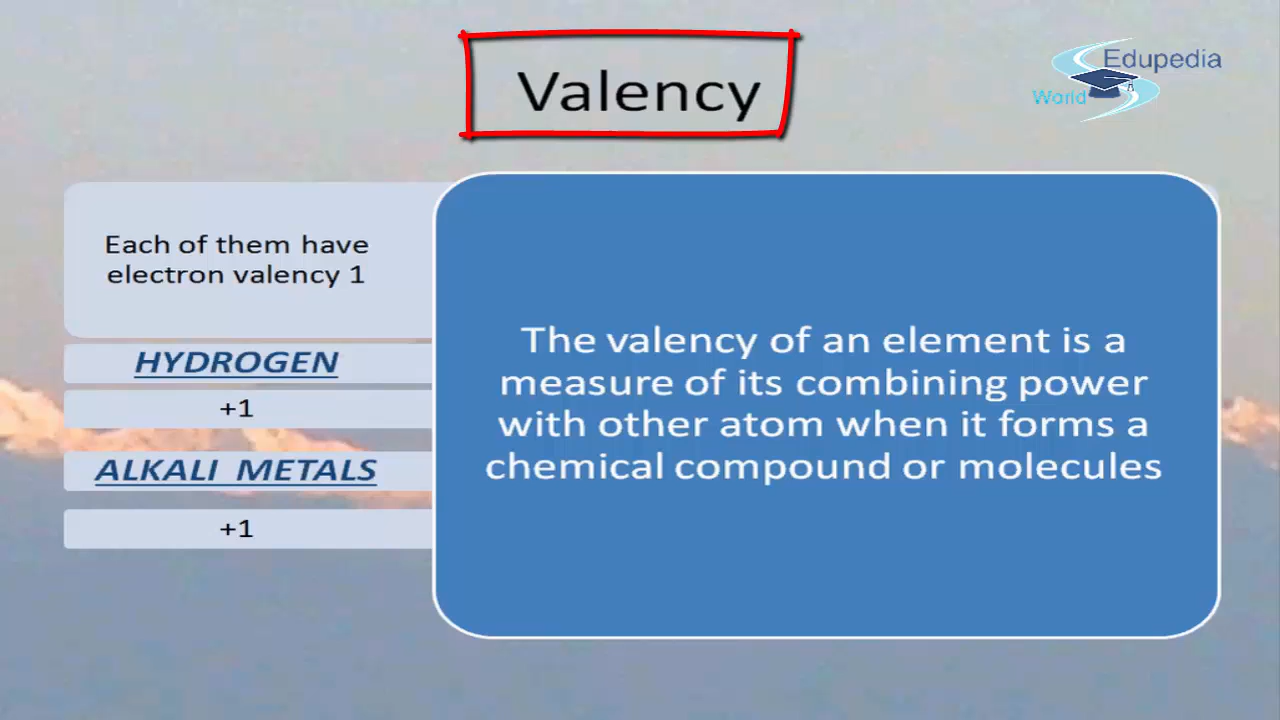 Valency
Edupedia
World
Each of them have
electron valency 1
HYDROGEN
+1
ALKALI METALS
+1
The valency of an element is a
measure of its combining power
with other atom when it forms a
chemical compound or molecules